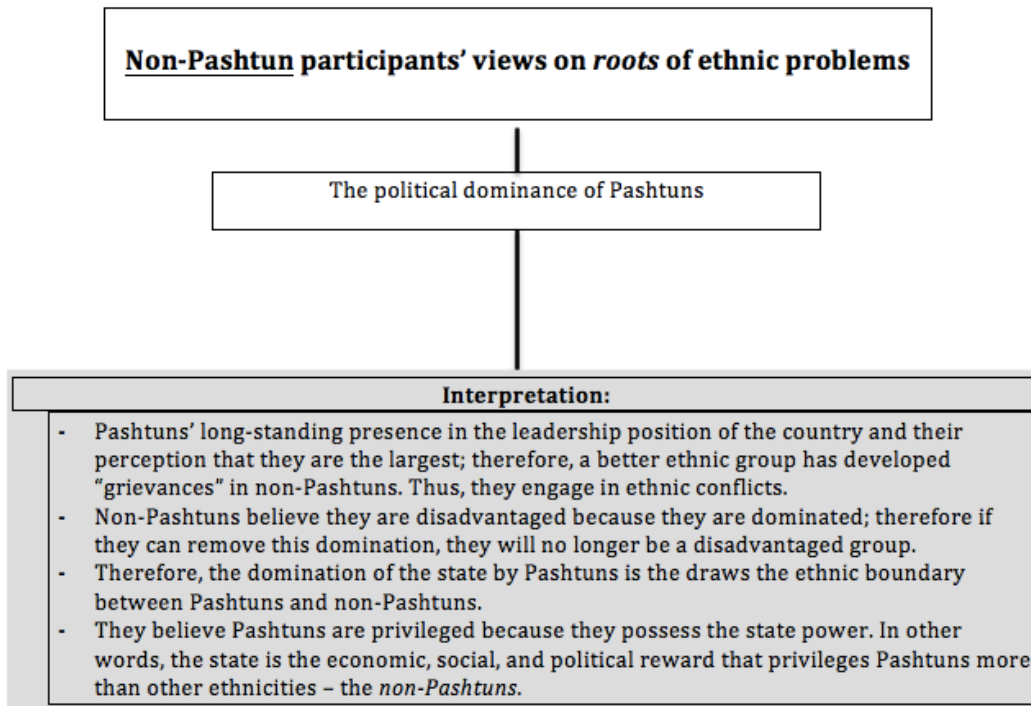 Non-Pashtun participants' views on roots of ethnic problems
The political dominance of Pashtuns
Interpretation:
- Pashtuns' long-standing presence in the leadership position of the country and their
perception that they are the largest; therefore, a better ethnic group has developed
“grievances” in non-Pashtuns. Thus, they engage in ethnic conflicts.
- Non-Pashtuns believe they are disadvantaged because they are dominated; therefore if
they can remove this domination, they will no longer be a disadvantaged group.
- Therefore, the domination of the state by Pashtuns is the draws the ethnic boundary
between Pashtuns and non-Pashtuns.
- They believe Pashtuns are privileged because they possess the state power. In other
words, the state is the economic, social, and political reward that privileges Pashtuns more
than other ethnicities – the non-Pashtuns.